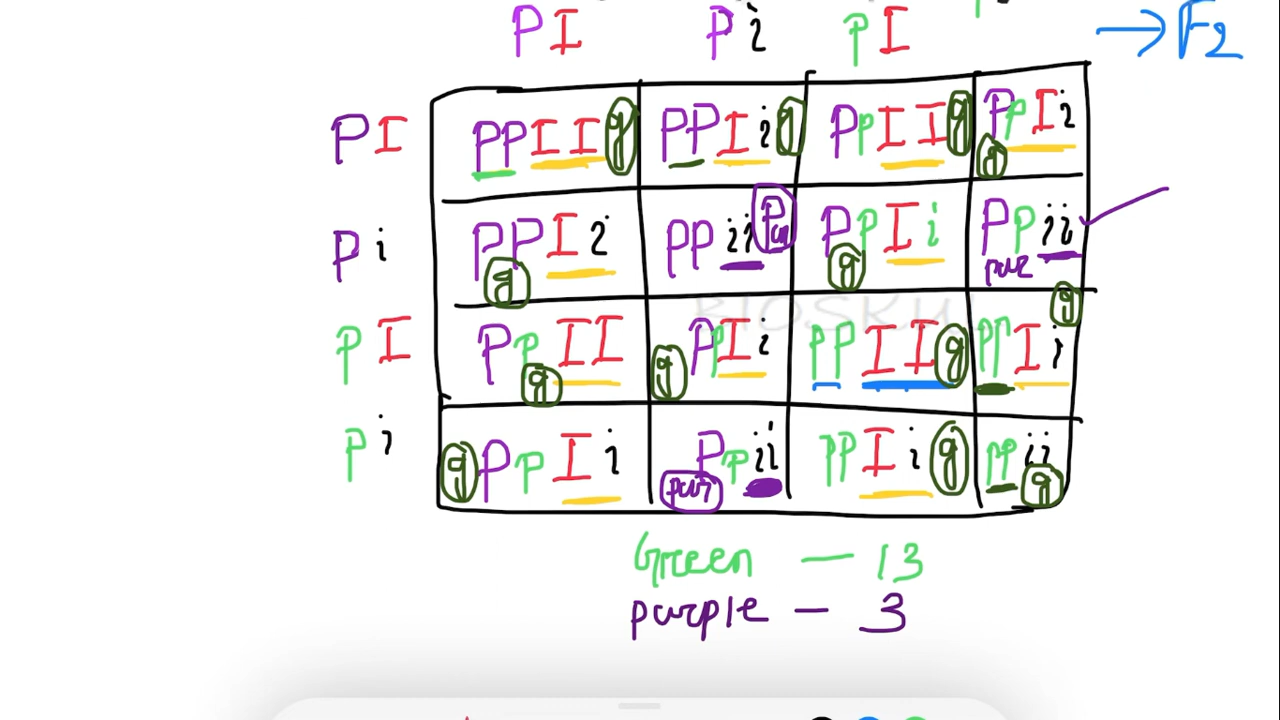 PI Pi pI → F2
PI PPII g PPIi g PpII g PpIi g
Pi PPIi g PPii pur PpIi g Ppii pur
BIOSKUL
pI PpII g PpIi g ppII g ppIi g
pi g PpIi Ppii pur ppIi g ppii g
Green — 13
purple — 3